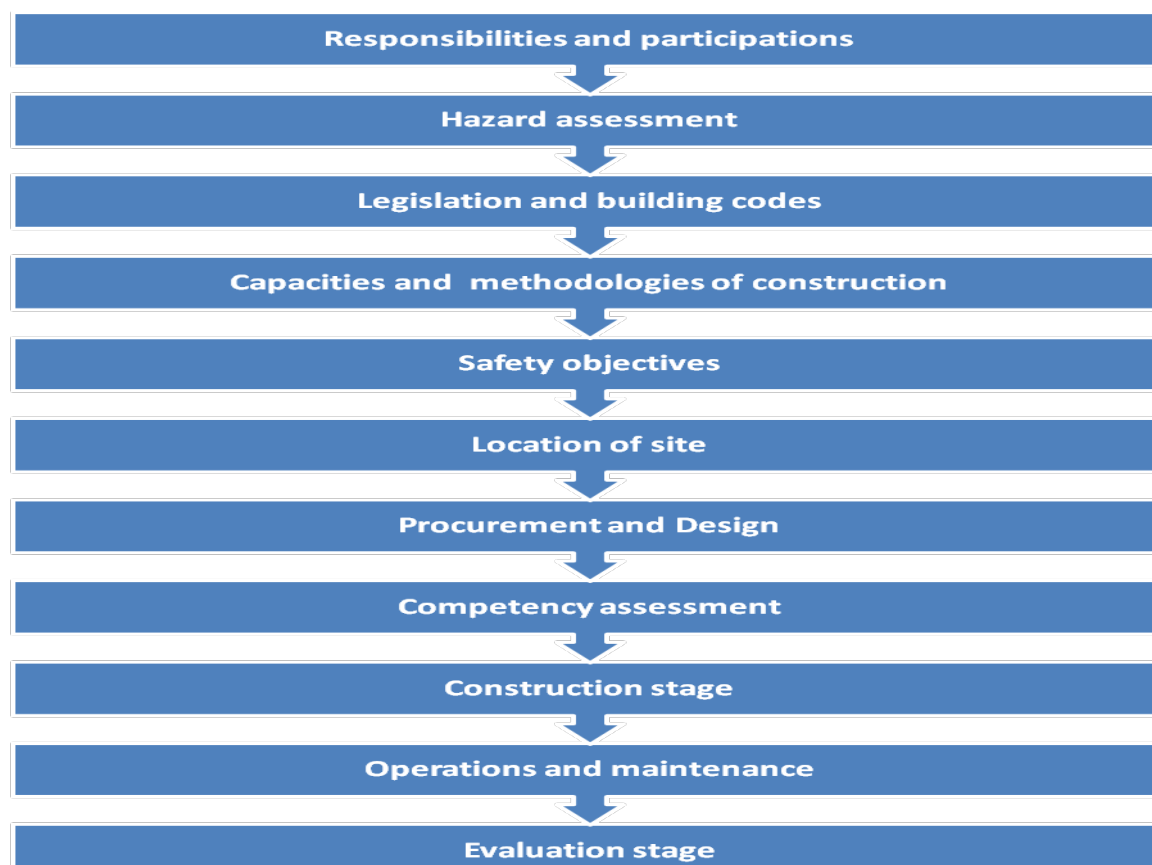 Responsibilities and participations
Hazard assessment
Legislation and building codes
Capacities and methodologies of construction
Safety objectives
Location of site
Procurement and Design
Competency assessment
Construction stage
Operations and maintenance
Evaluation stage